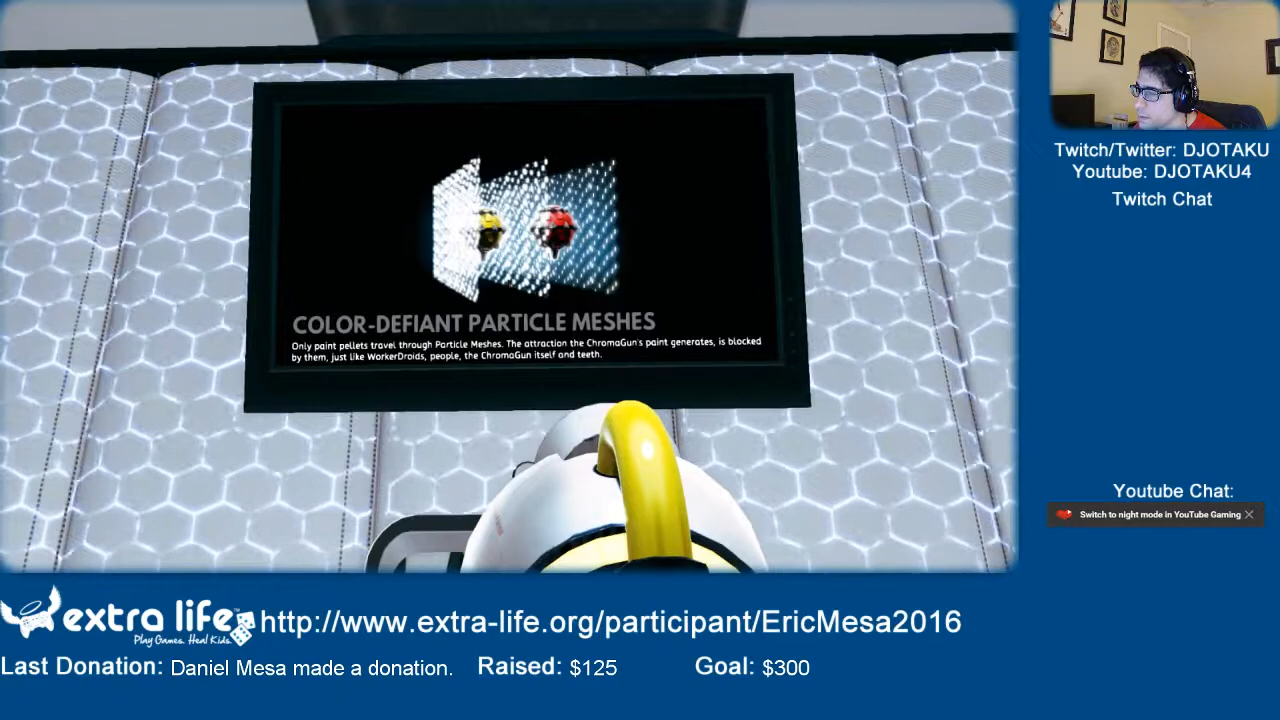 COLOR-DEFIANT PARTICLE MESHES
Only paint pellets travel through Particle Meshes. The attraction the ChromaGun's paint generates, is blocked
by them, just like WorkerDroids, people, the ChromaGun itself and teeth.
Twitch/Twitter: DJOTAKU
Youtube: DJOTAKU4
Twitch Chat
Youtube Chat:
Switch to night mode in YouTube Gaming
extra life
Play Games. Heal Kids.
http://www.extra-life.org/participant/EricMesa2016
Last Donation: Daniel Mesa made a donation. Raised: $125 Goal: $300